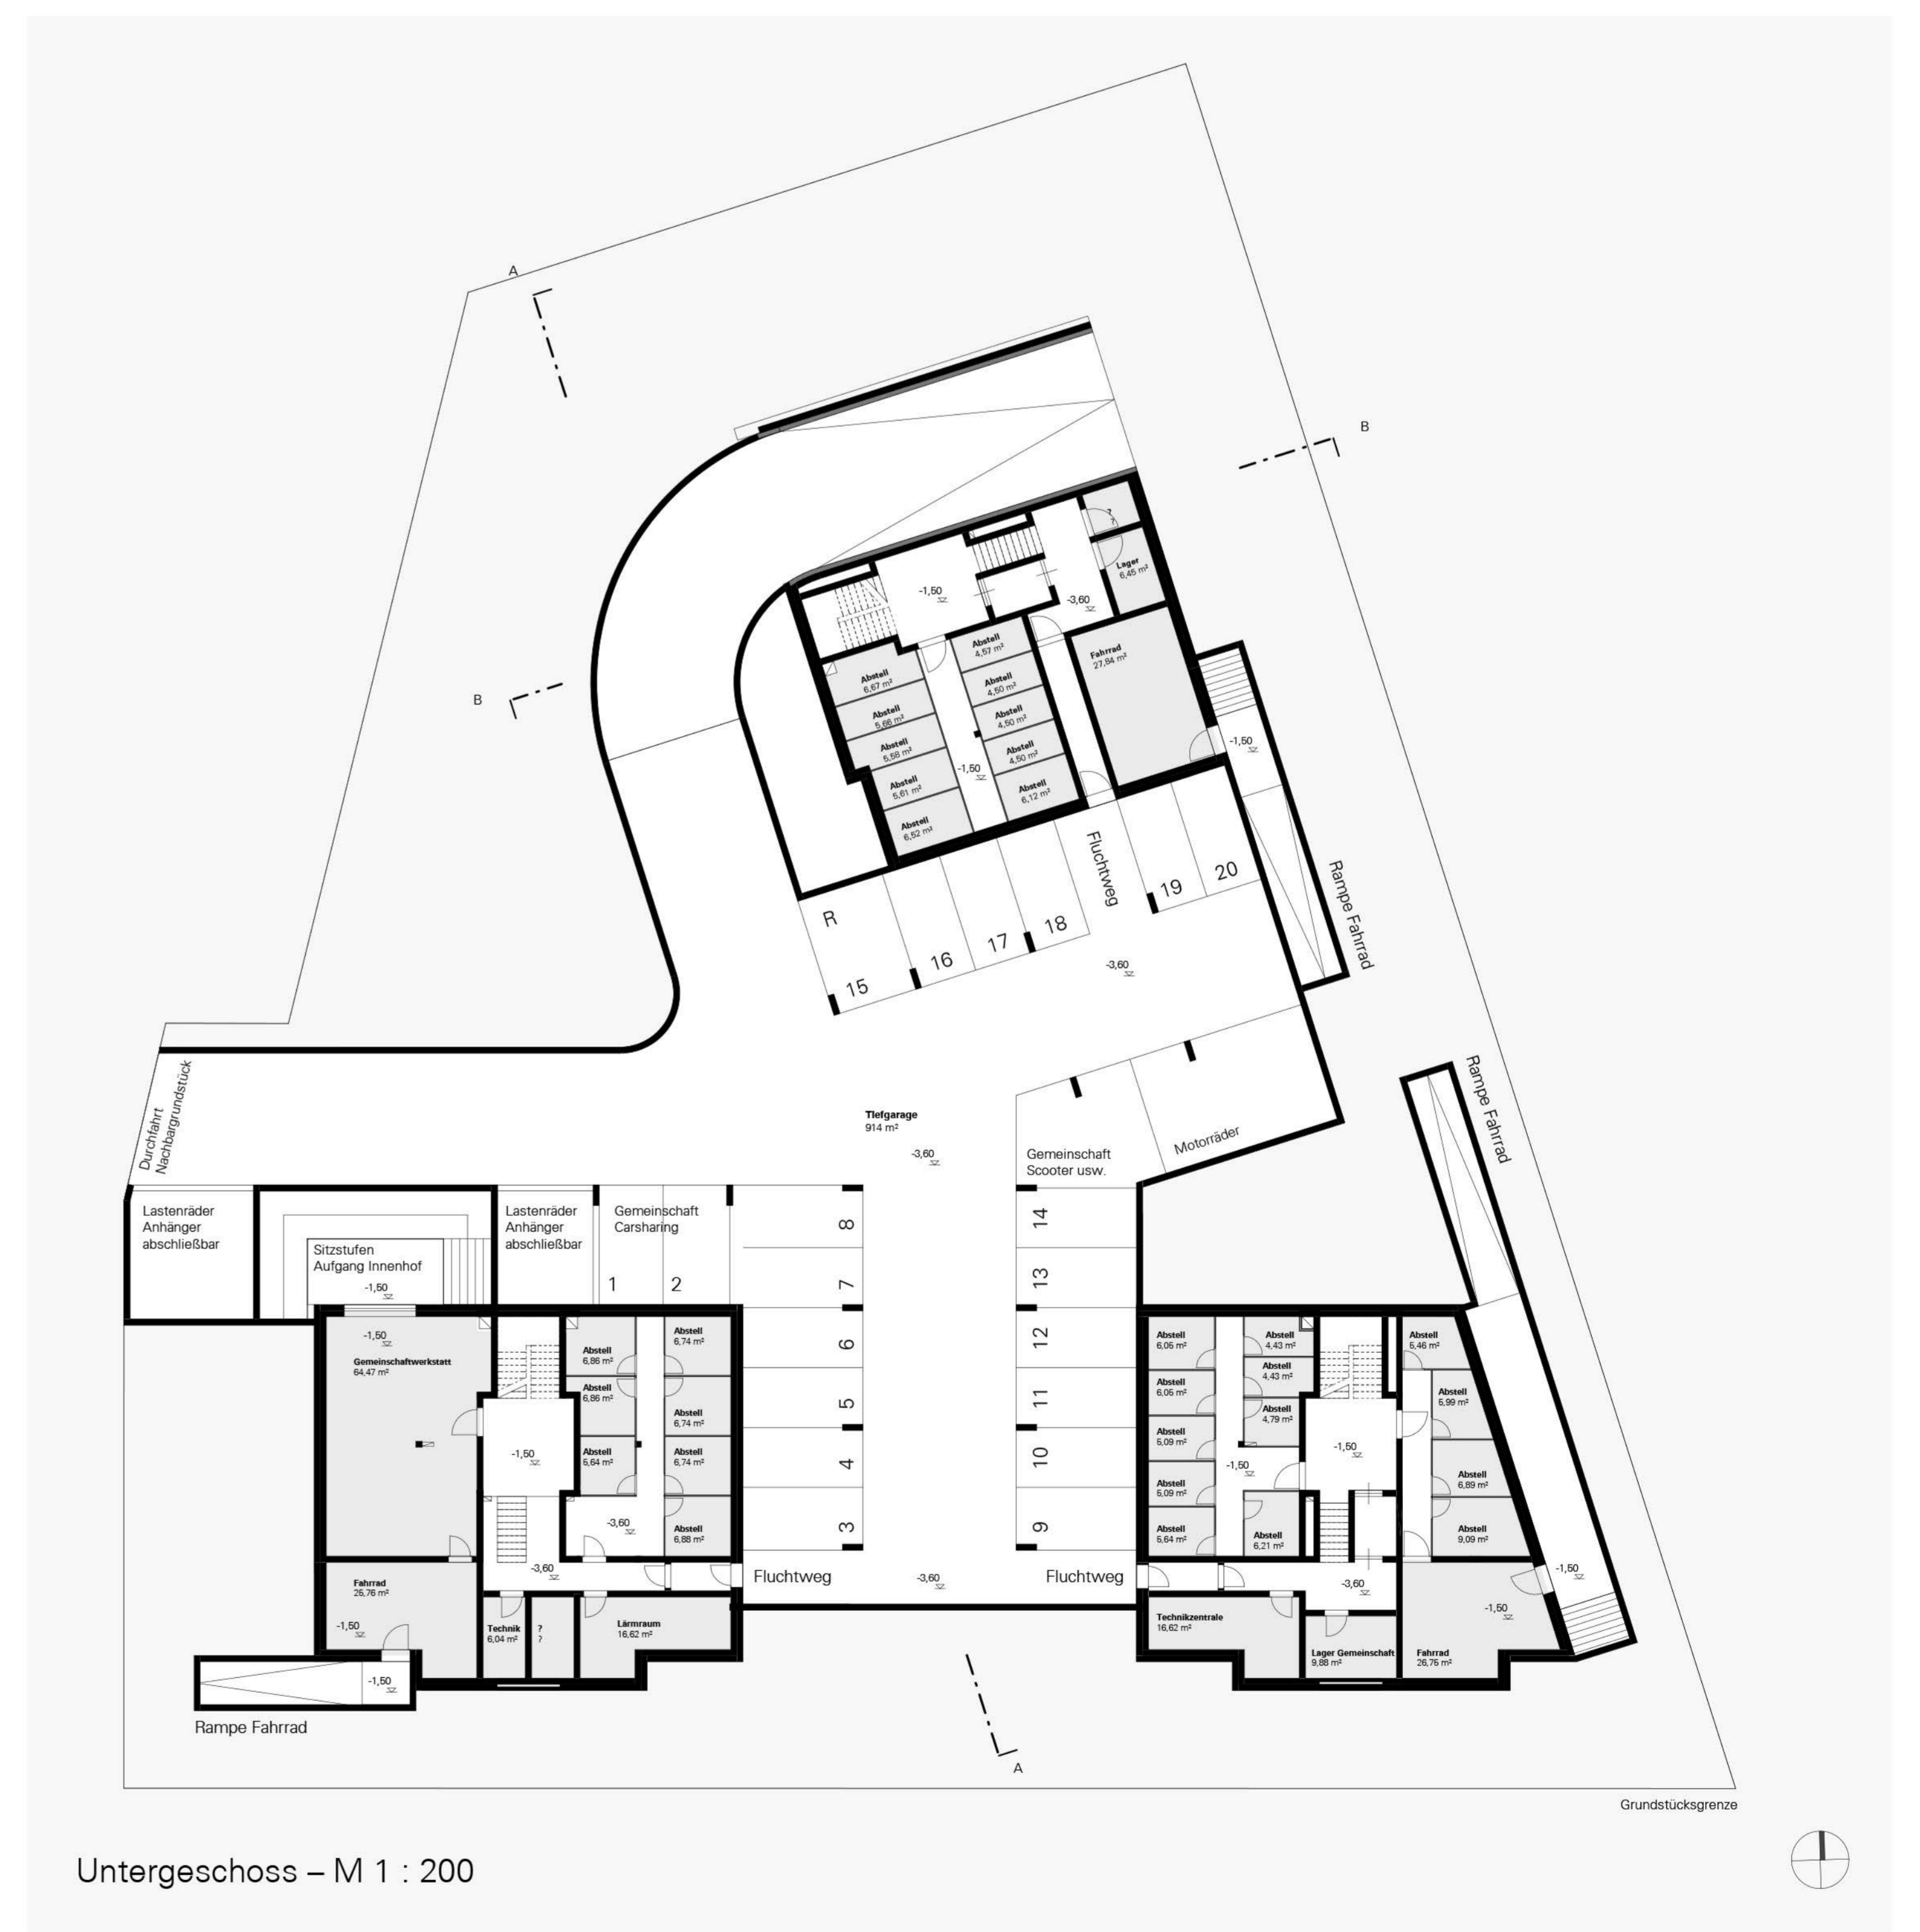 A
B
?
?
Lager
6,45 m²
-1,50
-3,60
Abstell
4,57 m²
Fahrrad
27,84 m²
Abstell
6,67 m²
Abstell
4,50 m²
B
Abstell
5,66 m²
Abstell
4,50 m²
Abstell
5,58 m²
Abstell
4,50 m²
-1,50
-1,50
Abstell
5,61 m²
Abstell
6,12 m²
Abstell
6,52 m²
Fluchtweg
Rampe Fahrrad
R
15
16
17
18
19
20
-3,60
Durchfahrt
Nachbargrundstück
Rampe Fahrrad
Tiefgarage
914 m²
-3,60
Gemeinschaft
Scooter usw.
Motorräder
Lastenräder
Anhänger
abschließbar
Sitzstufen
Aufgang Innenhof
-1,50
Lastenräder
Anhänger
abschließbar
Gemeinschaft
Carsharing
1
2
8
7
6
5
4
3
14
13
12
11
10
9
-1,50
Gemeinschaftwerkstatt
64,47 m²
-1,50
Abstell
6,86 m²
Abstell
6,74 m²
Abstell
6,86 m²
Abstell
6,74 m²
Abstell
5,64 m²
Abstell
6,74 m²
-3,60
Abstell
6,88 m²
-3,60
Fluchtweg
-3,60
Fluchtweg
Fahrrad
25,76 m²
-1,50
Technik
6,04 m²
?
?
Lärmraum
16,62 m²
-1,50
Rampe Fahrrad
Abstell
6,05 m²
Abstell
4,43 m²
Abstell
5,46 m²
Abstell
6,05 m²
Abstell
4,43 m²
Abstell
5,99 m²
Abstell
5,09 m²
Abstell
4,79 m²
-1,50
-1,50
Abstell
5,09 m²
Abstell
6,89 m²
Abstell
5,64 m²
Abstell
6,21 m²
Abstell
9,09 m²
-3,60
-1,50
-1,50
Technikzentrale
16,62 m²
Lager Gemeinschaft
9,88 m²
Fahrrad
26,75 m²
A
Grundstücksgrenze
Untergeschoss – M 1 : 200